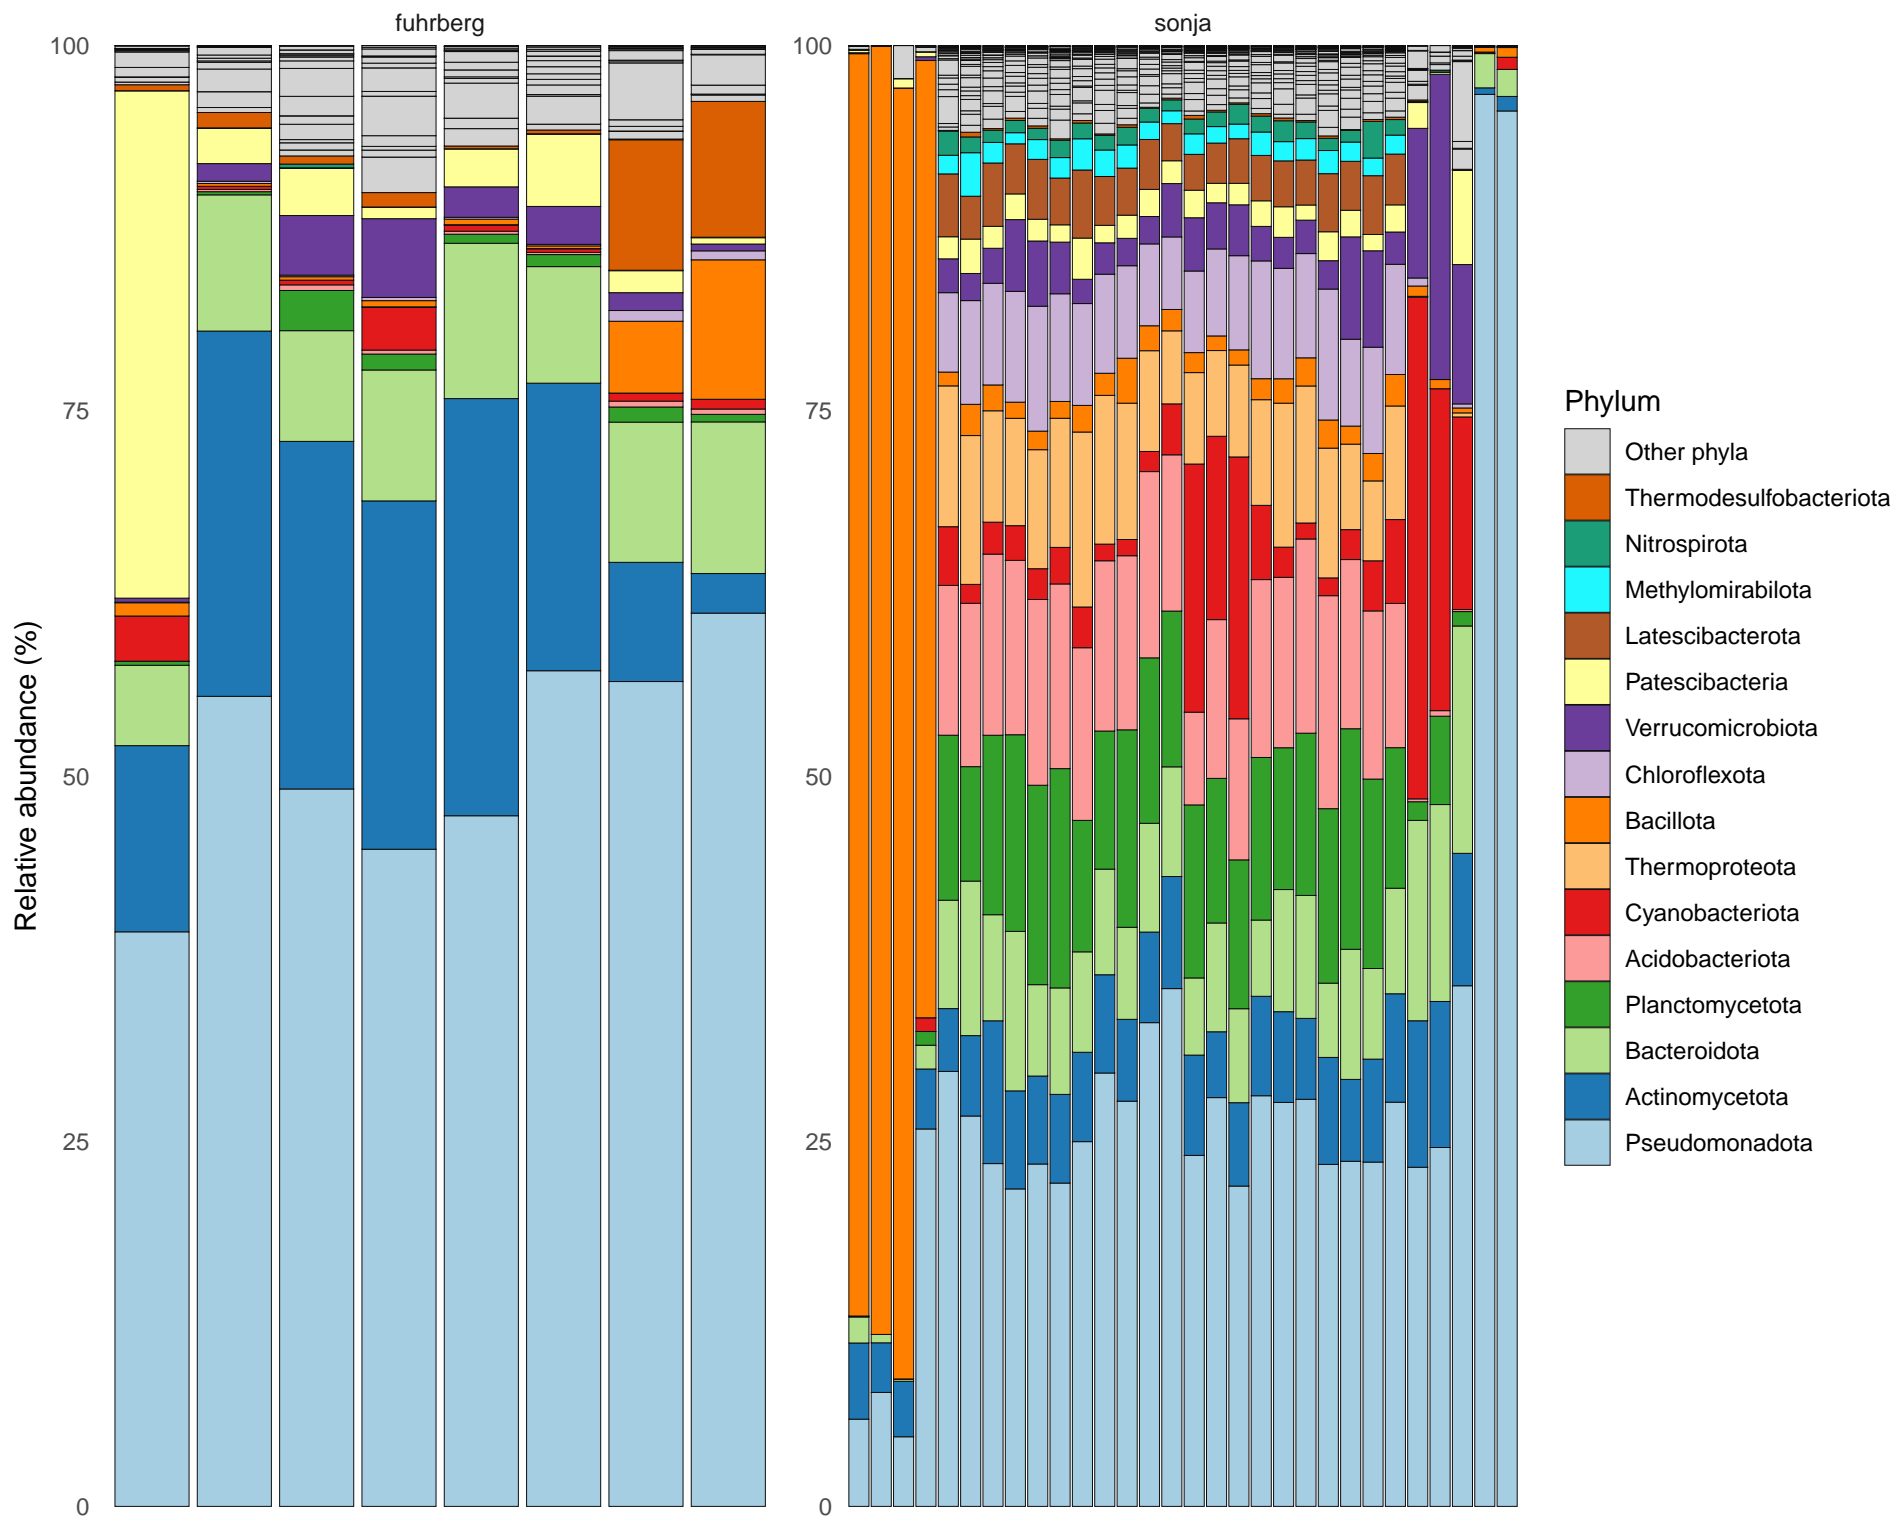 fuhrberg
sonja
100
75
50
25
0
100
75
50
25
0
Relative abundance (%)
Phylum
Other phyla
Thermodesulfobacteriota
Nitrospirota
Methylomirabilota
Latescibacterota
Patescibacteria
Verrucomicrobiota
Chloroflexota
Bacillota
Thermoproteota
Cyanobacteriota
Acidobacteriota
Planctomycetota
Bacteroidota
Actinomycetota
Pseudomonadota